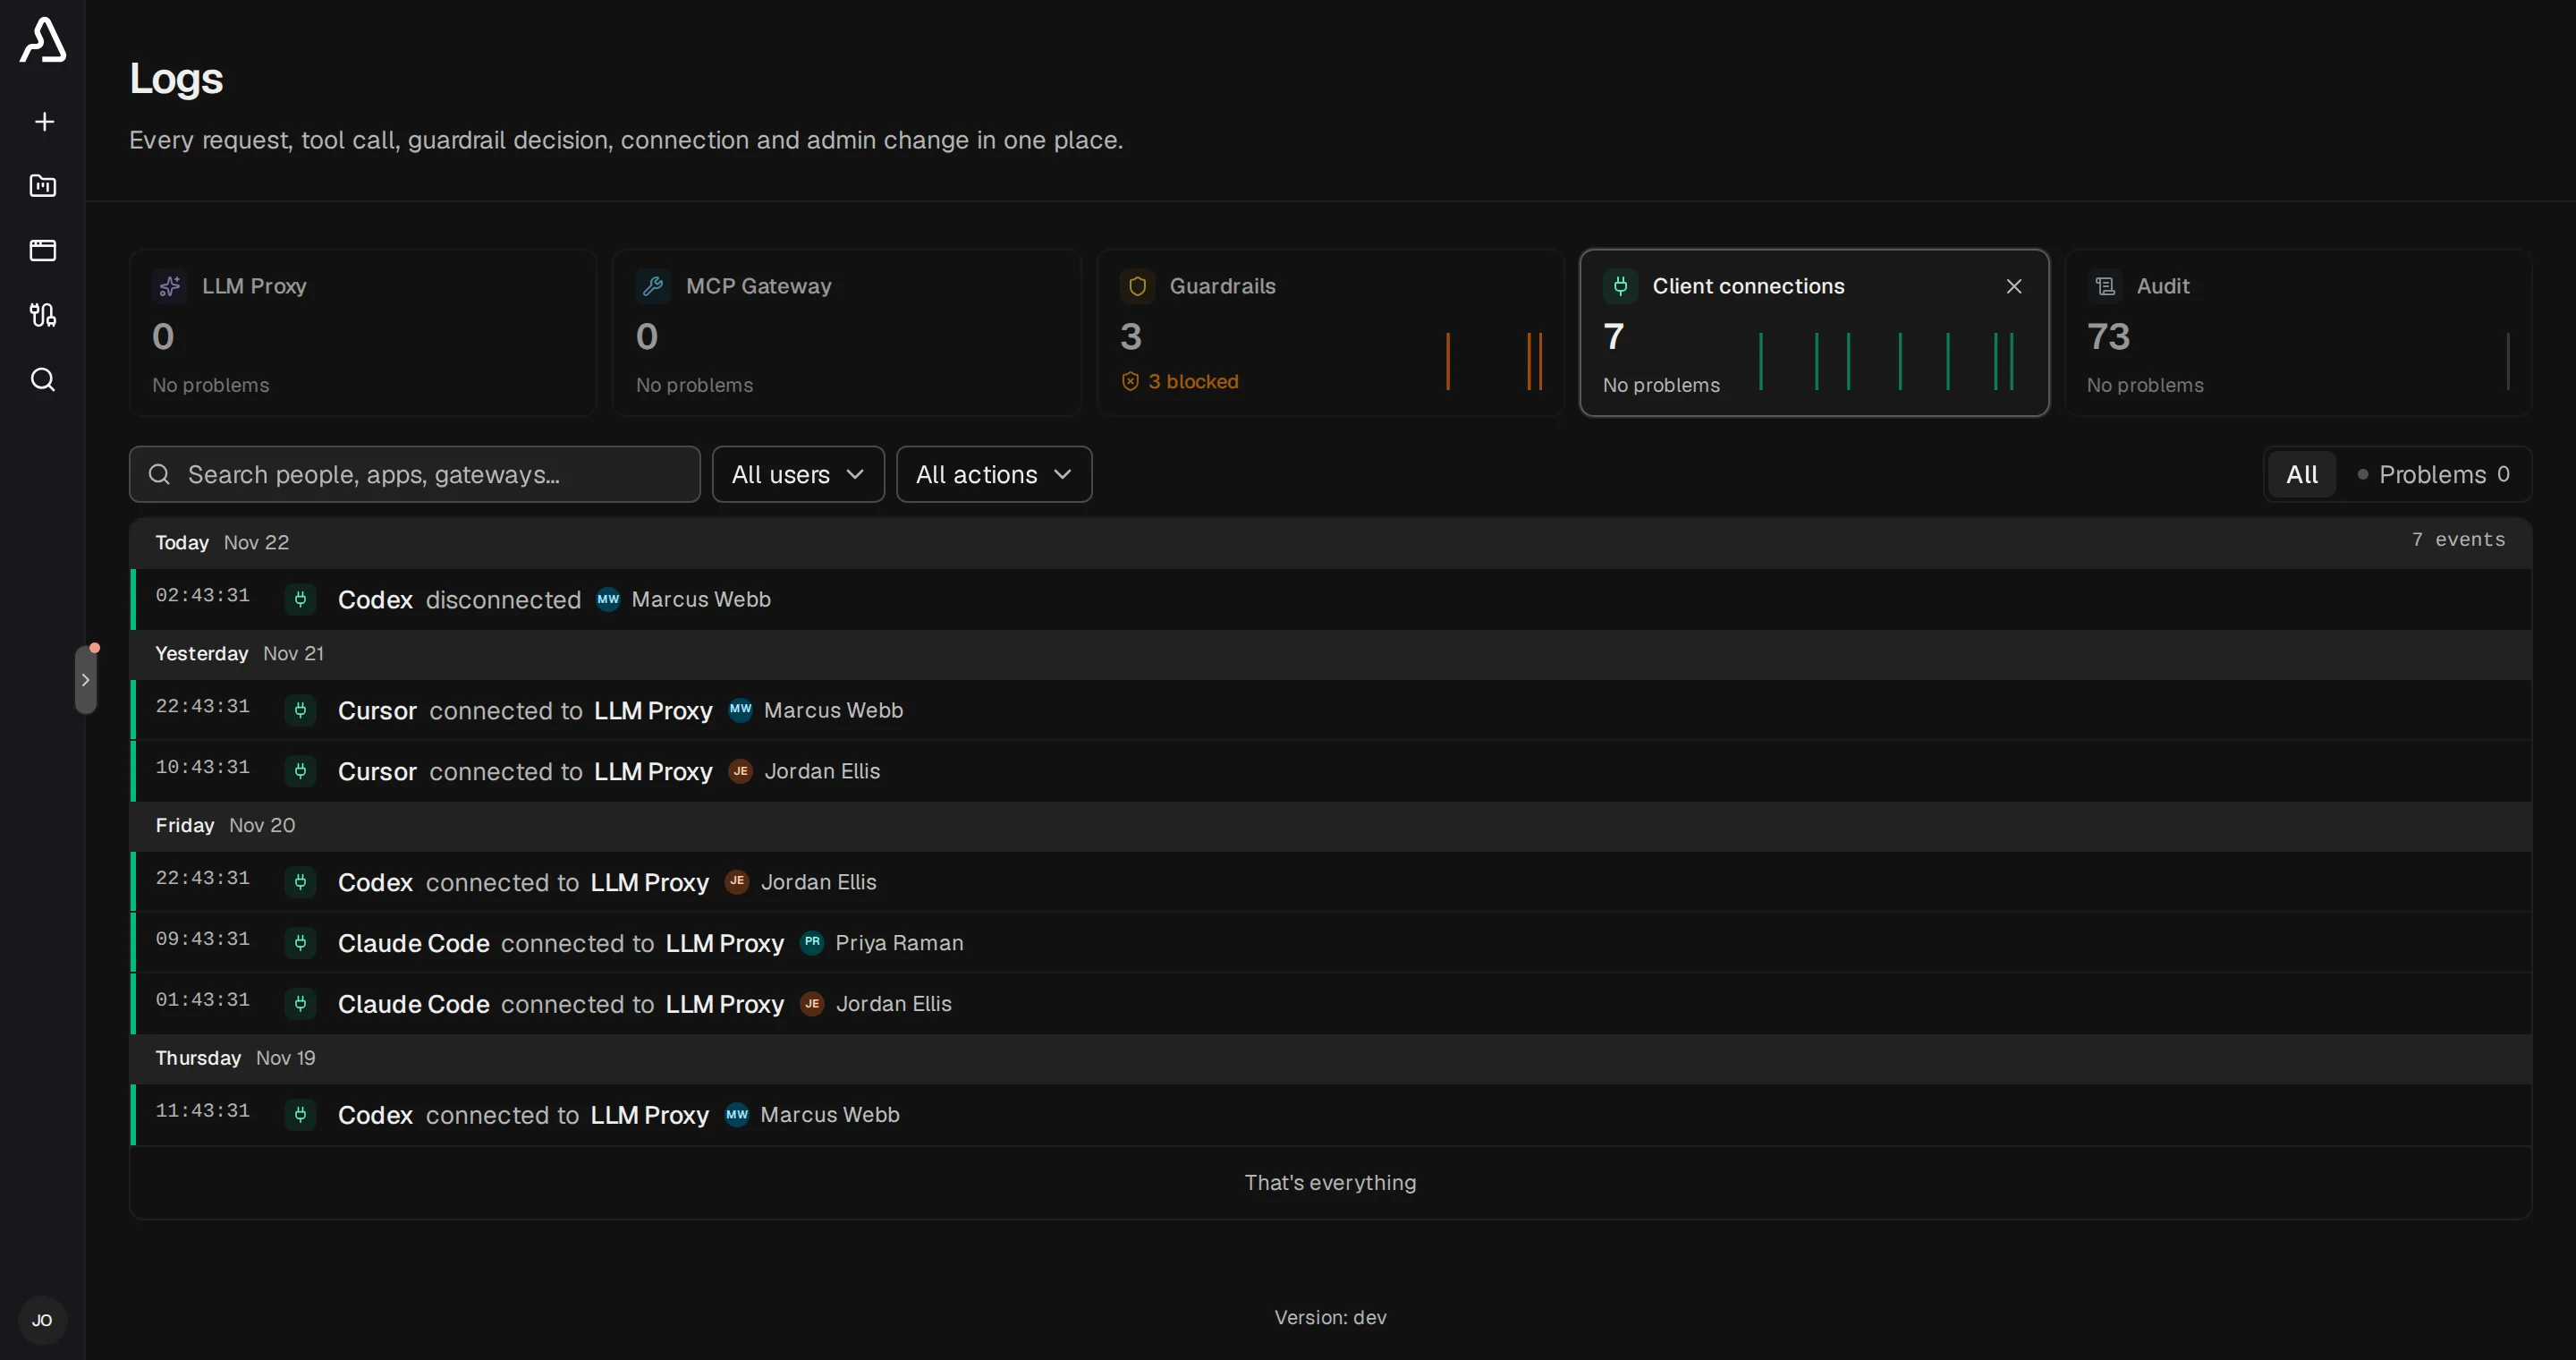 Logs
Every request, tool call, guardrail decision, connection and admin change in one place.
LLM Proxy
0
No problems
MCP Gateway
0
No problems
Guardrails
3
3 blocked
Client connections
7
No problems
Audit
73
No problems
Search people, apps, gateways...
All users
All actions
All
Problems 0
Today Nov 22
7 events
02:43:31 Codex disconnected MW Marcus Webb
Yesterday Nov 21
22:43:31 Cursor connected to LLM Proxy MW Marcus Webb
10:43:31 Cursor connected to LLM Proxy JE Jordan Ellis
Friday Nov 20
22:43:31 Codex connected to LLM Proxy JE Jordan Ellis
09:43:31 Claude Code connected to LLM Proxy PR Priya Raman
01:43:31 Claude Code connected to LLM Proxy JE Jordan Ellis
Thursday Nov 19
11:43:31 Codex connected to LLM Proxy MW Marcus Webb
That's everything
JO
Version: dev